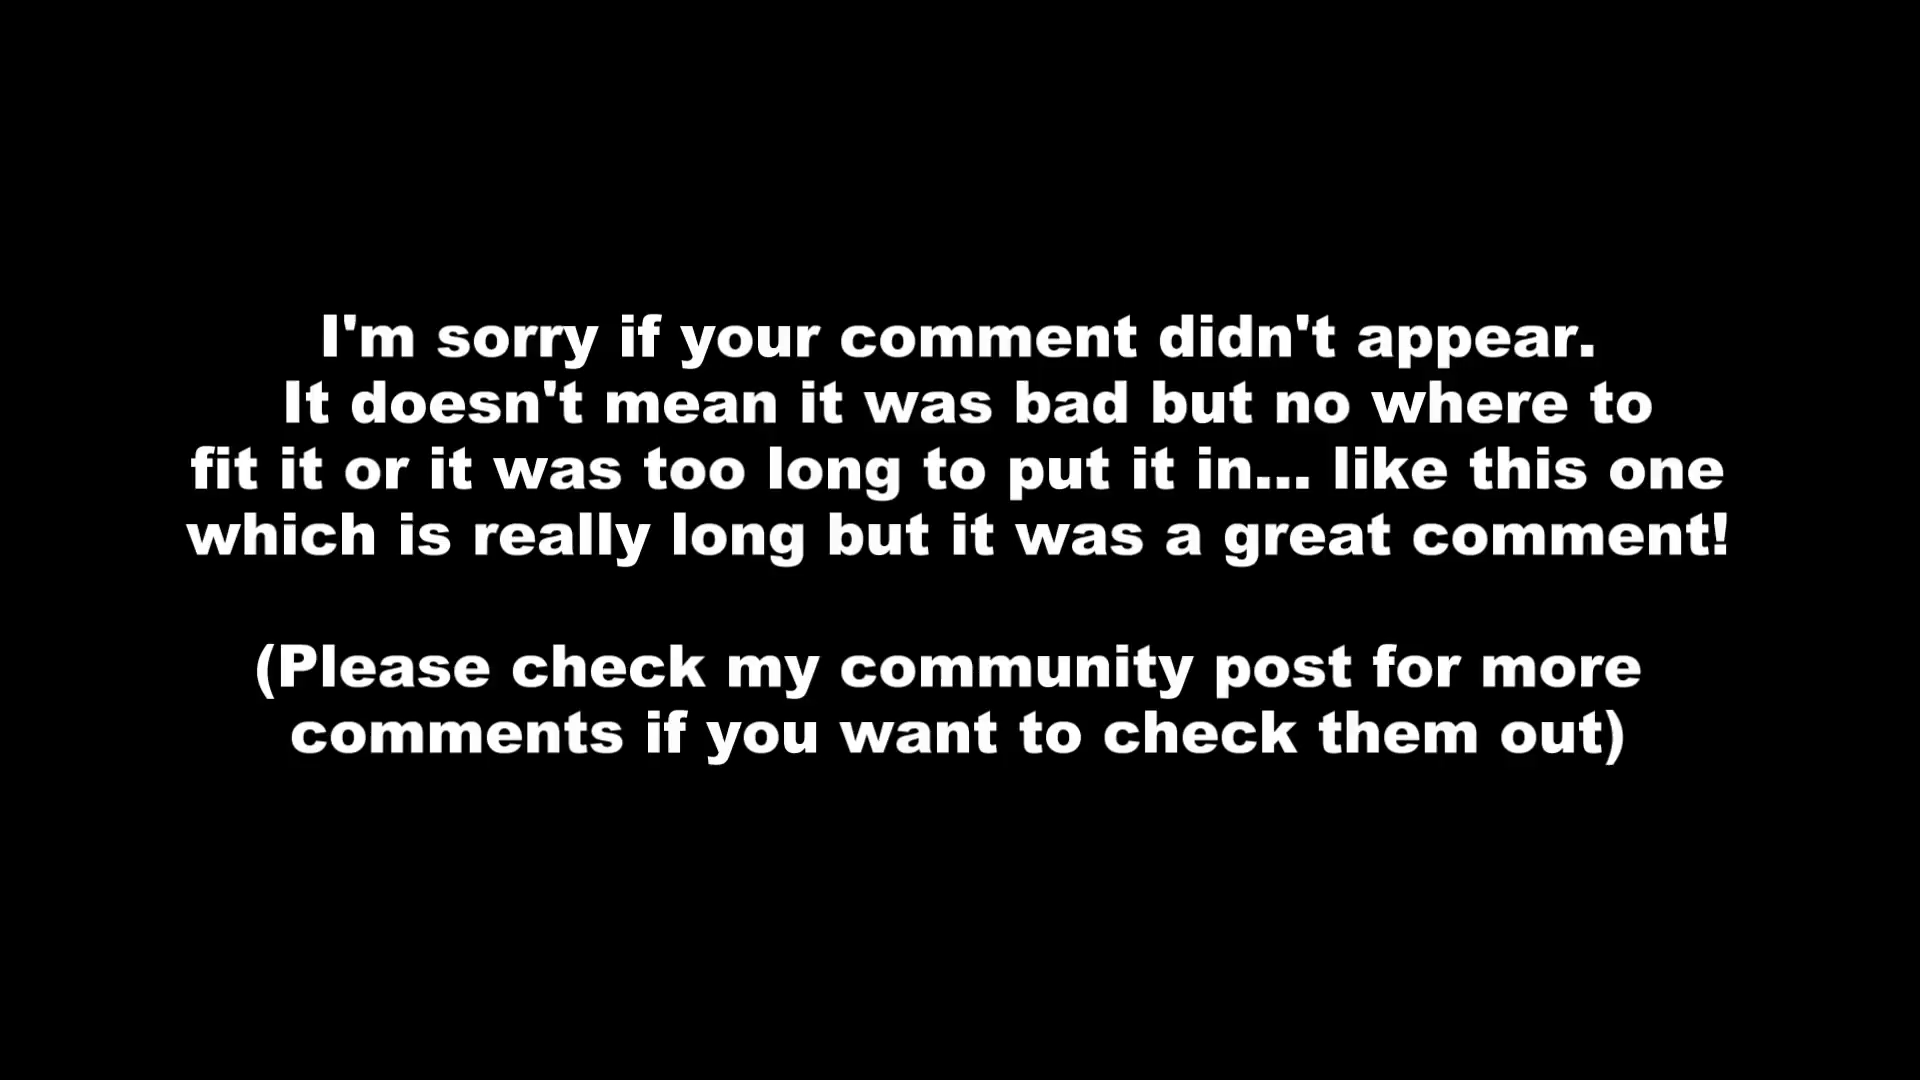 I'm sorry if your comment didn't appear.
It doesn't mean it was bad but no where to
fit it or it was too long to put it in... like this one
which is really long but it was a great comment!
(Please check my community post for more
comments if you want to check them out)